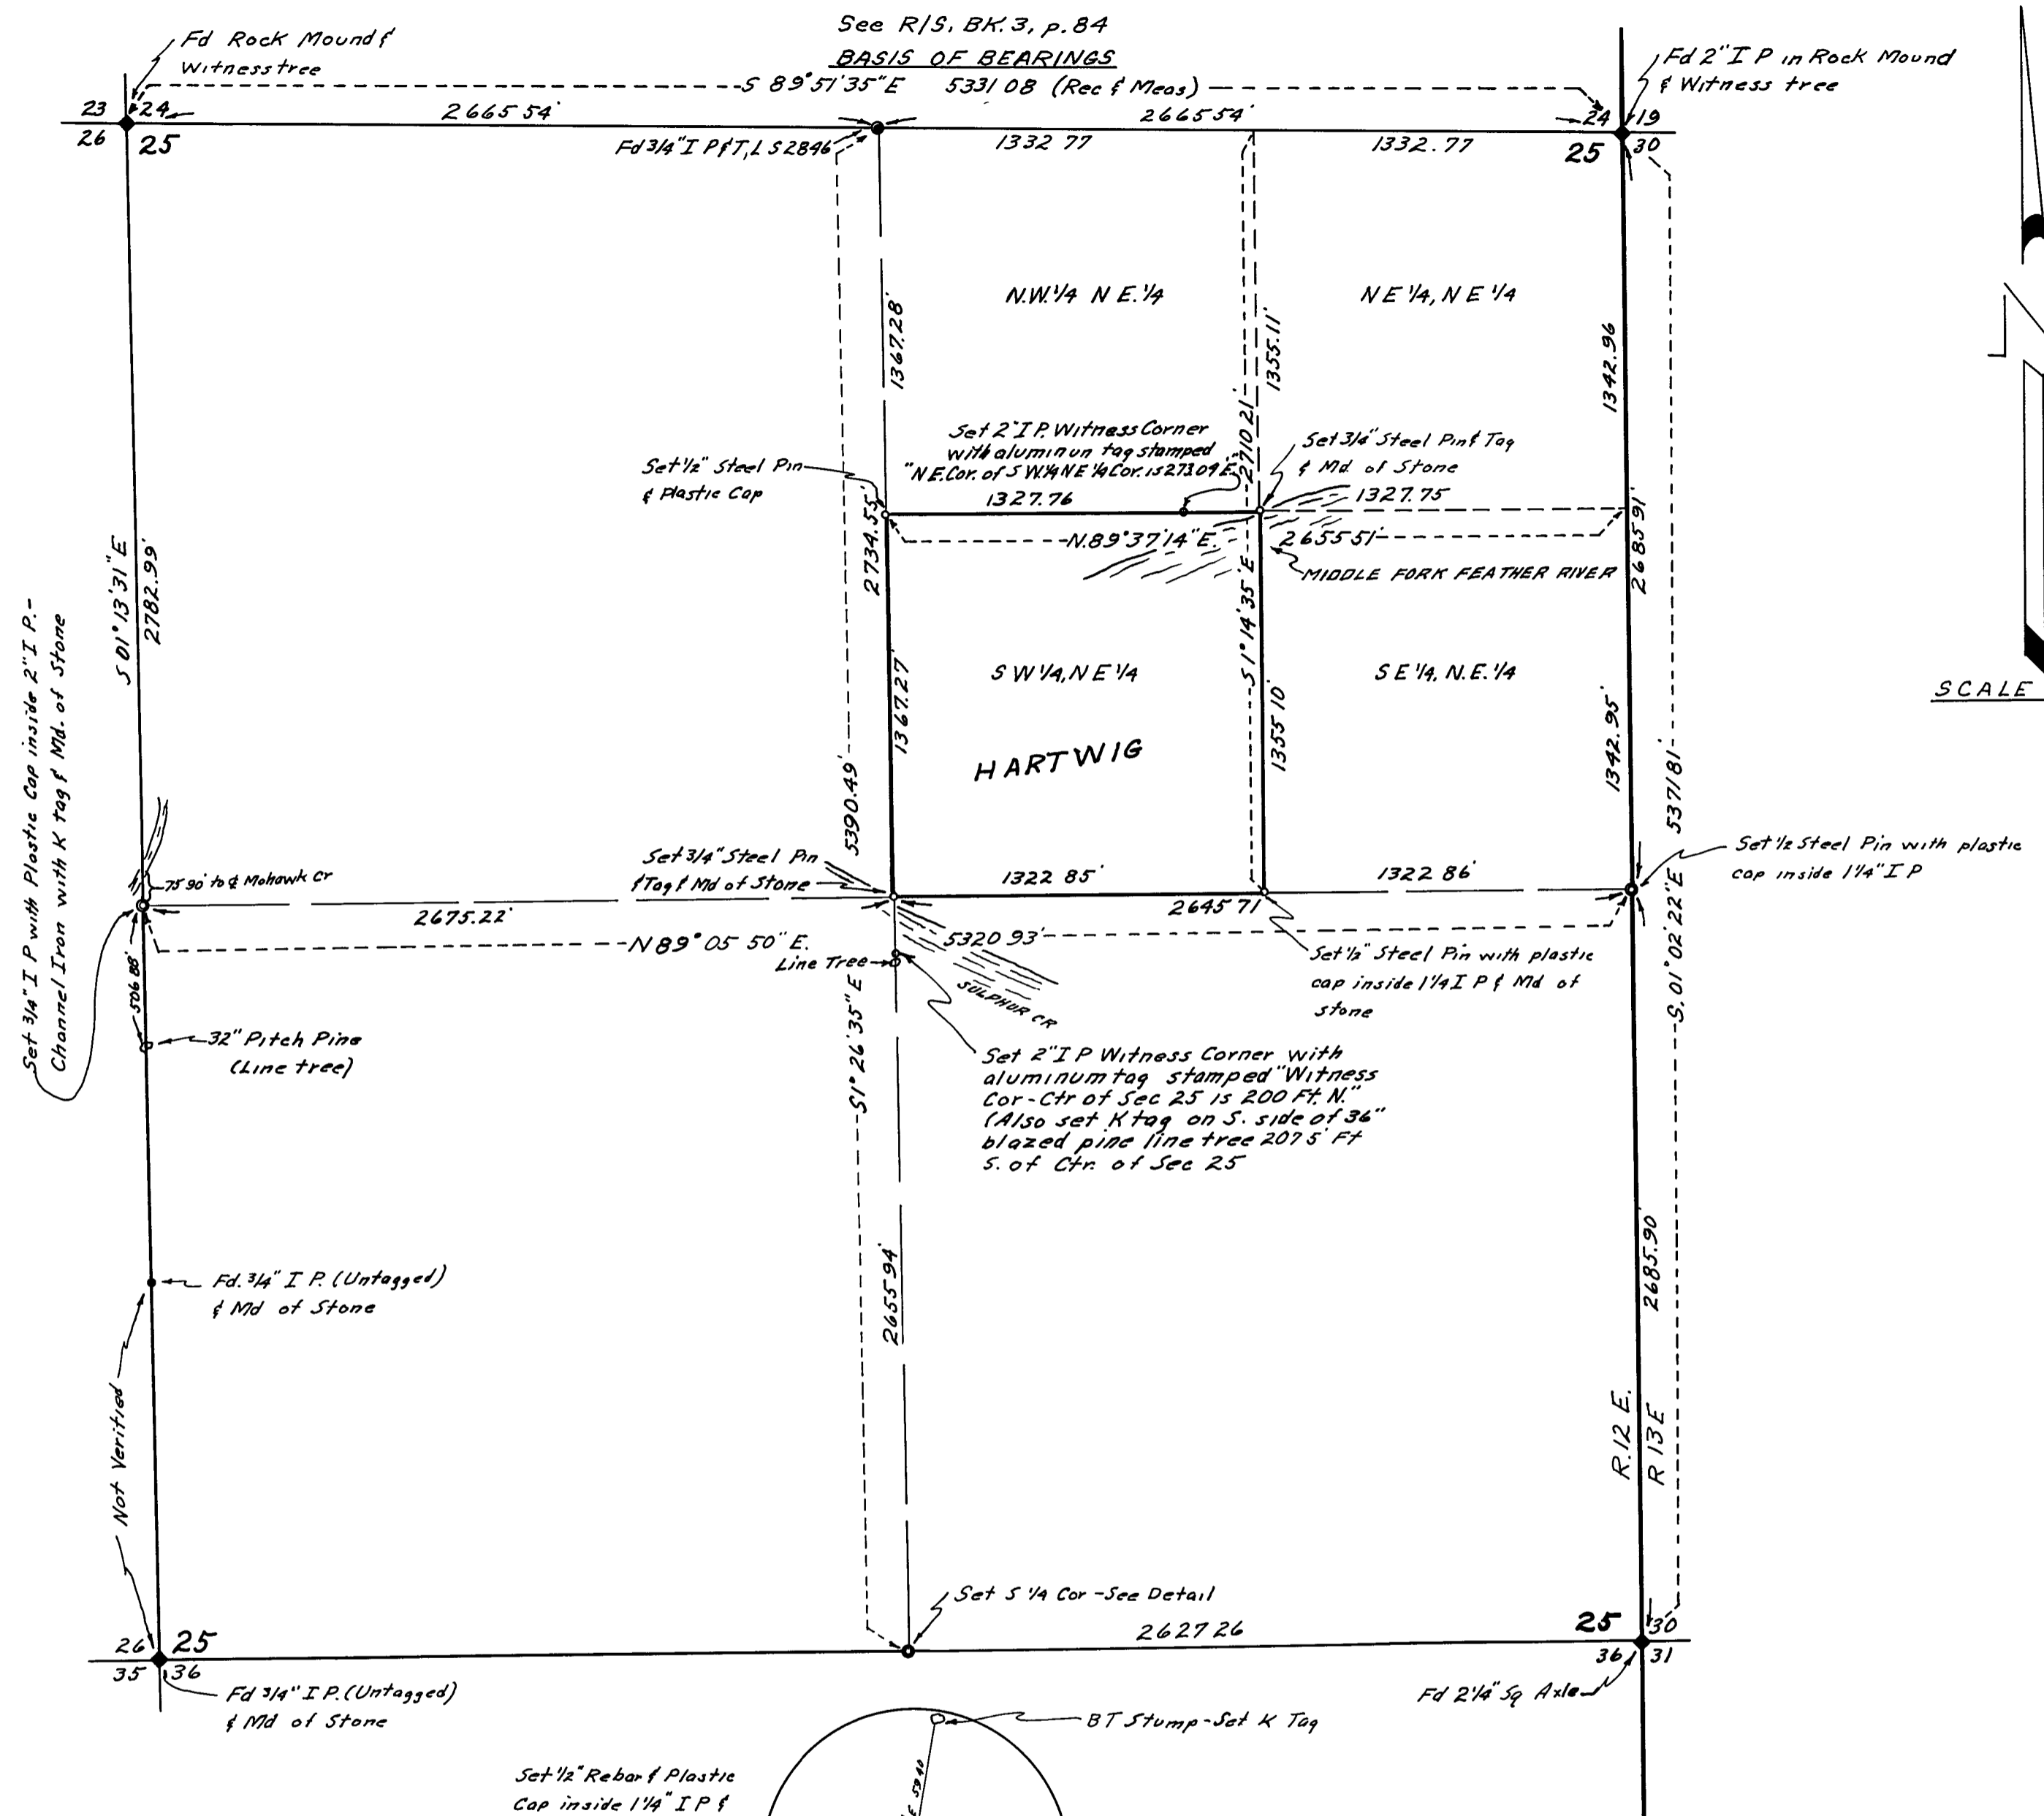 See R/S, BK. 3, p. 84
BASIS OF BEARINGS
S 89°51'35" E 5331 08 (Rec & Meas)
Fd Rock Mound &
Witness tree
Fd 2" I P in Rock Mound
& Witness tree
23 24
26 25
2665 54'
2665 54'
24 19
25 30
Fd 3/4" I P & T, L S 2846
1332 77
1332.77
N.W. 1/4 N E. 1/4
N E 1/4, N E 1/4
1367.28'
1355.11'
1342.96
2710 21'
Set 2" I P. Witness Corner
with aluminun tag stamped
"N E. Cor. of S W. 1/4 N E 1/4 Cor. is 273.09' E."
Set 3/4" Steel Pin & Tag
& Md. of Stone
Set 1/2" Steel Pin
& Plastic Cap
1327.76
1327.75
N. 89°37'14" E.
2655 51'
MIDDLE FORK FEATHER RIVER
S 01° 13' 31" E
2782.99'
2734.55'
2685 91'
S 1° 14' 35" E
S W 1/4, N E 1/4
S E 1/4, N.E. 1/4
HARTWIG
1367.27'
1355 10'
1342.95'
5390.49'
5371 81'
S. 01° 02' 22" E
SCALE
Set 3/4" I P with Plastic Cap inside 2" I P.-
Channel Iron with K tag & Md. of Stone
75 90' to ℄ Mohawk Cr
Set 3/4" Steel Pin
& Tag & Md of Stone
1322 85'
1322 86'
Set 1/2 Steel Pin with plastic
cap inside 1 1/4" I P
2675.22'
2645 71'
N 89° 05 50" E.
5320 93'
Line Tree
SULPHUR CR
Set 1/2" Steel Pin with plastic
cap inside 1 1/4 I P & Md of
stone
506 88'
32" Pitch Pine
(Line tree)
S 1° 26' 35" E
Set 2" I P Witness Corner with
aluminum tag stamped "Witness
Cor-Ctr of Sec 25 is 200 Ft. N."
(Also set K tag on S. side of 36"
blazed pine line tree 207 5' Ft
S. of Ctr. of Sec 25
Fd. 3/4" I P. (Untagged)
& Md of Stone
Not Verified
2655 94'
2685.90'
R. 12 E.
R 13 E
Set S 1/4 Cor - See Detail
2627 26
26 25
35 36
25 30
36 31
Fd 3/4" I P. (Untagged)
& Md of Stone
Fd 2 1/4" Sq Axle
BT Stump - Set K Tag
E 59 40
Set 1/2" Rebar & Plastic
Cap inside 1 1/4" I P &